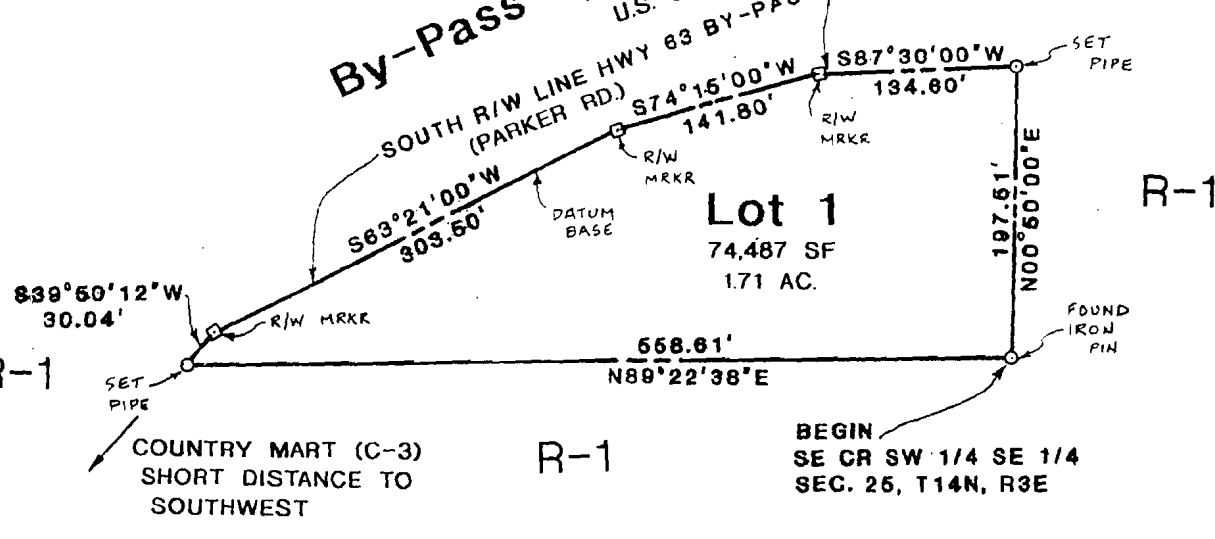 By-Pass
U.S.
SOUTH R/W LINE HWY 63 BY-PAS
(PARKER RD.)
S87°30'00"W
134.60'
SET
PIPE
S74°15'00"W
141.80'
R/W
MRKR
R/W
MRKR
S63°21'00"W
303.50'
DATUM
BASE
Lot 1
74,487 SF
1.71 AC.
197.51'
N00°50'00"E
R-1
S39°50'12"W
30.04'
R/W MRKR
FOUND
IRON
PIN
558.61'
N89°22'38"E
R-1
SET
PIPE
COUNTRY MART (C-3)
SHORT DISTANCE TO
SOUTHWEST
R-1
BEGIN
SE CR SW 1/4 SE 1/4
SEC. 25, T14N, R3E